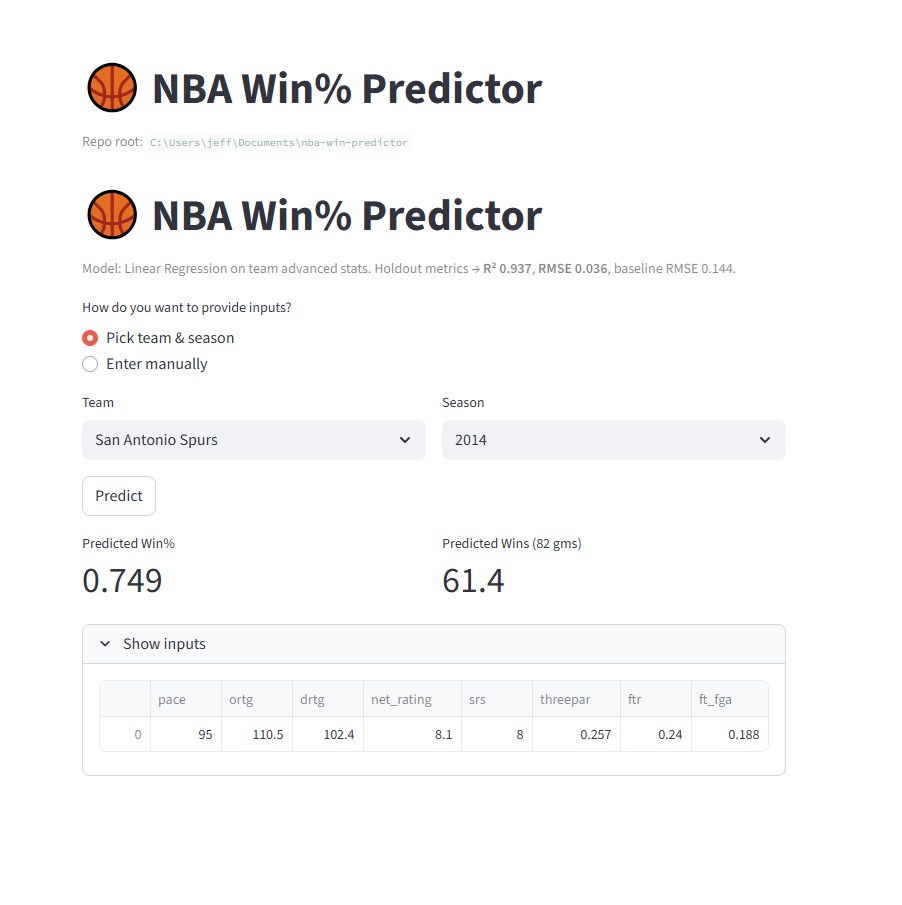 NBA Win% Predictor
Repo root: C:\Users\jeff\Documents\nba-win-predictor
NBA Win% Predictor
Model: Linear Regression on team advanced stats. Holdout metrics → R² 0.937, RMSE 0.036, baseline RMSE 0.144.
How do you want to provide inputs?
Pick team & season
Enter manually
Team Season
San Antonio Spurs 2014
Predict
Predicted Win% Predicted Wins (82 gms)
0.749 61.4
Show inputs
pace ortg drtg net_rating srs threepar ftr ft_fga
0 95 110.5 102.4 8.1 8 0.257 0.24 0.188